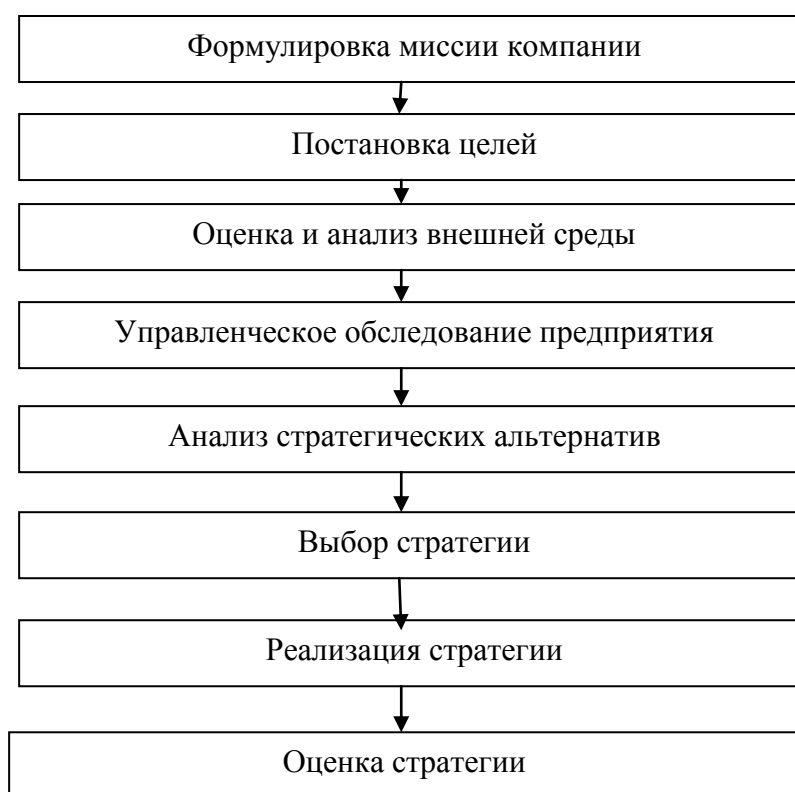 Формулировка миссии компании
Постановка целей
Оценка и анализ внешней среды
Управленческое обследование предприятия
Анализ стратегических альтернатив
Выбор стратегии
Реализация стратегии
Оценка стратегии